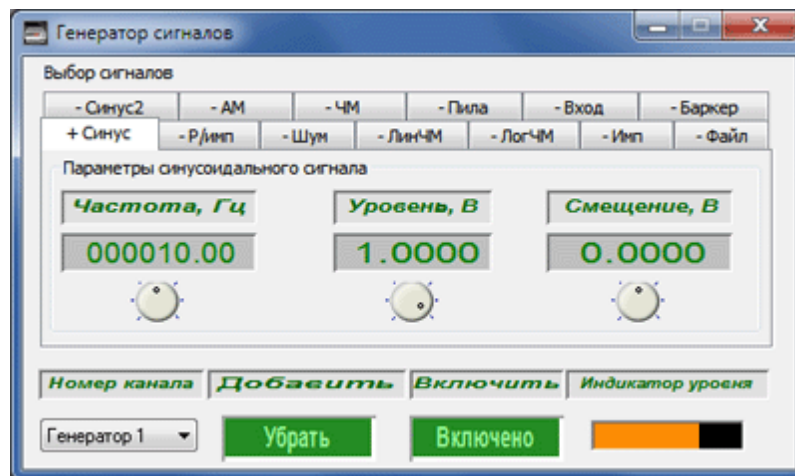 Генератор сигналов
Выбор сигналов
- Синус2 - АМ - ЧМ - Пила - Вход - Баркер
+ Синус - Р/имп - Шум - ЛинЧМ - ЛогЧМ - Имп - Файл
Параметры синусоидального сигнала
Частота, Гц Уровень, В Смещение, В
000010.00 1.0000 0.0000
Номер канала Добавить Включить Индикатор уровня
Генератор 1 Убрать Включено